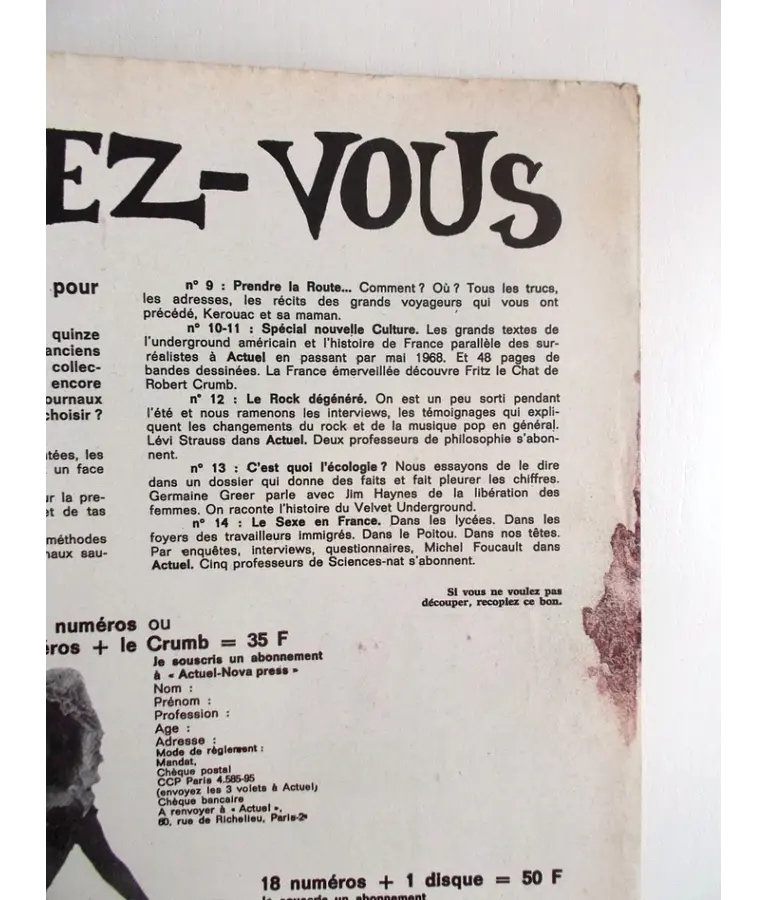 EZ-VOUS
pour
quinze
anciens
collec-
encore
ournaux
choisir ?
tées, les
un face
ur la pre-
et de tas
méthodes
naux sau-
n° 9 : Prendre la Route... Comment ? Où ? Tous les trucs,
les adresses, les récits des grands voyageurs qui vous ont
précédé, Kerouac et sa maman.
n° 10-11 : Spécial nouvelle Culture. Les grands textes de
l'underground américain et l'histoire de France parallèle des sur-
réalistes à Actuel en passant par mai 1968. Et 48 pages de
bandes dessinées. La France émerveillée découvre Fritz le Chat de
Robert Crumb.
n° 12 : Le Rock dégénéré. On est un peu sorti pendant
l'été et nous ramenons les interviews, les témoignages qui expli-
quent les changements du rock et de la musique pop en général.
Lévi Strauss dans Actuel. Deux professeurs de philosophie s'abon-
nent.
n° 13 : C'est quoi l'écologie ? Nous essayons de le dire
dans un dossier qui donne des faits et fait pleurer les chiffres.
Germaine Greer parle avec Jim Haynes de la libération des
femmes. On raconte l'histoire du Velvet Underground.
n° 14 : Le Sexe en France. Dans les lycées. Dans les
foyers des travailleurs immigrés. Dans le Poitou. Dans nos têtes.
Par enquêtes, interviews, questionnaires, Michel Foucault dans
Actuel. Cinq professeurs de Sciences-nat s'abonnent.
Si vous ne voulez pas
découper, recopiez ce bon.
numéros ou
éros + le Crumb = 35 F
Je souscris un abonnement
à « Actuel-Nova press »
Nom :
Prénom :
Profession :
Age :
Adresse :
Mode de règlement :
Mandat,
Chèque postal
CCP Paris 4.585-95
(envoyez les 3 volets à Actuel)
Chèque bancaire
A renvoyer à « Actuel »,
60, rue de Richelieu, Paris-2e
18 numéros + 1 disque = 50 F
Je souscris un abonnement